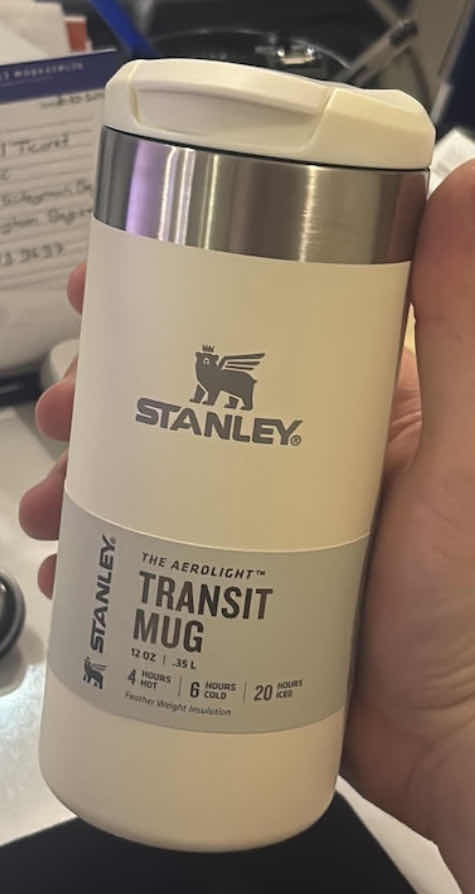 STANLEY®
STANLEY®
THE AEROLIGHT™
TRANSIT
MUG
12 OZ | .35 L
4 HOURS HOT | 6 HOURS COLD | 20 HOURS ICED
Feather Weight Insulation